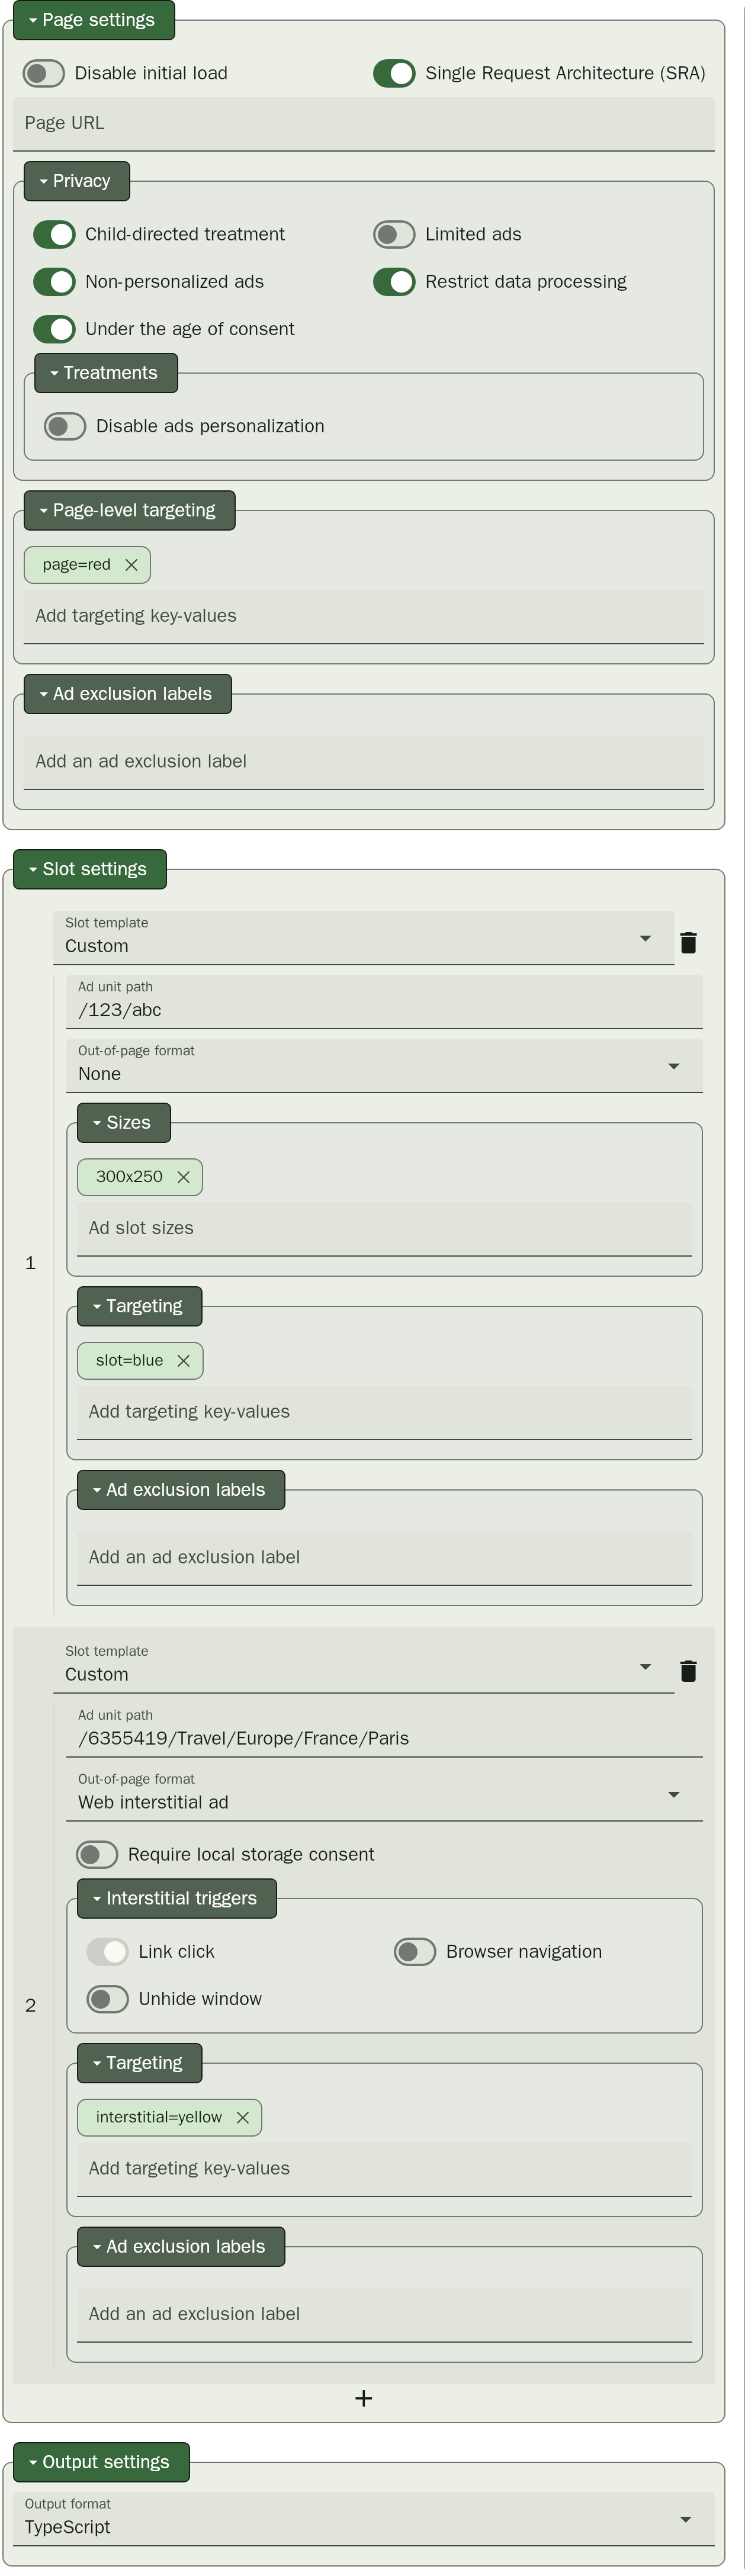 Page settings
Disable initial load
Single Request Architecture (SRA)
Page URL
Privacy
Child-directed treatment
Limited ads
Non-personalized ads
Restrict data processing
Under the age of consent
Treatments
Disable ads personalization
Page-level targeting
page=red
Add targeting key-values
Ad exclusion labels
Add an ad exclusion label
Slot settings
1
Slot template
Custom
Ad unit path
/123/abc
Out-of-page format
None
Sizes
300x250
Ad slot sizes
Targeting
slot=blue
Add targeting key-values
Ad exclusion labels
Add an ad exclusion label
2
Slot template
Custom
Ad unit path
/6355419/Travel/Europe/France/Paris
Out-of-page format
Web interstitial ad
Require local storage consent
Interstitial triggers
Link click
Browser navigation
Unhide window
Targeting
interstitial=yellow
Add targeting key-values
Ad exclusion labels
Add an ad exclusion label
Output settings
Output format
TypeScript